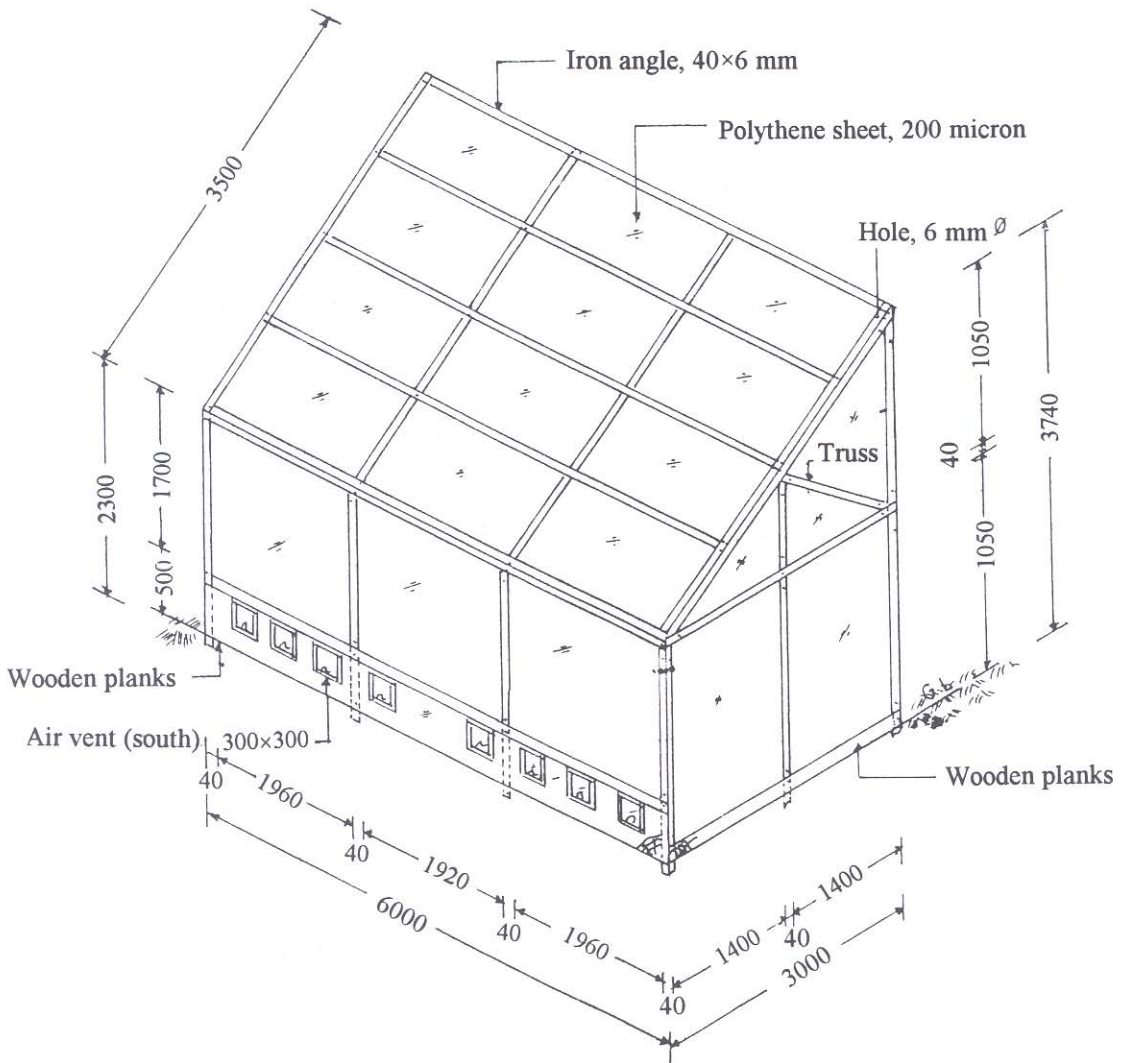 Iron angle, 40×6 mm
Polythene sheet, 200 micron
3500
Hole, 6 mm Ø
1050
3740
40
Truss
1050
2300
1700
500
Wooden planks
Air vent (south)
300×300
G.L
Wooden planks
40
1960
40
1920
40
1960
40
6000
1400
40
1400
3000